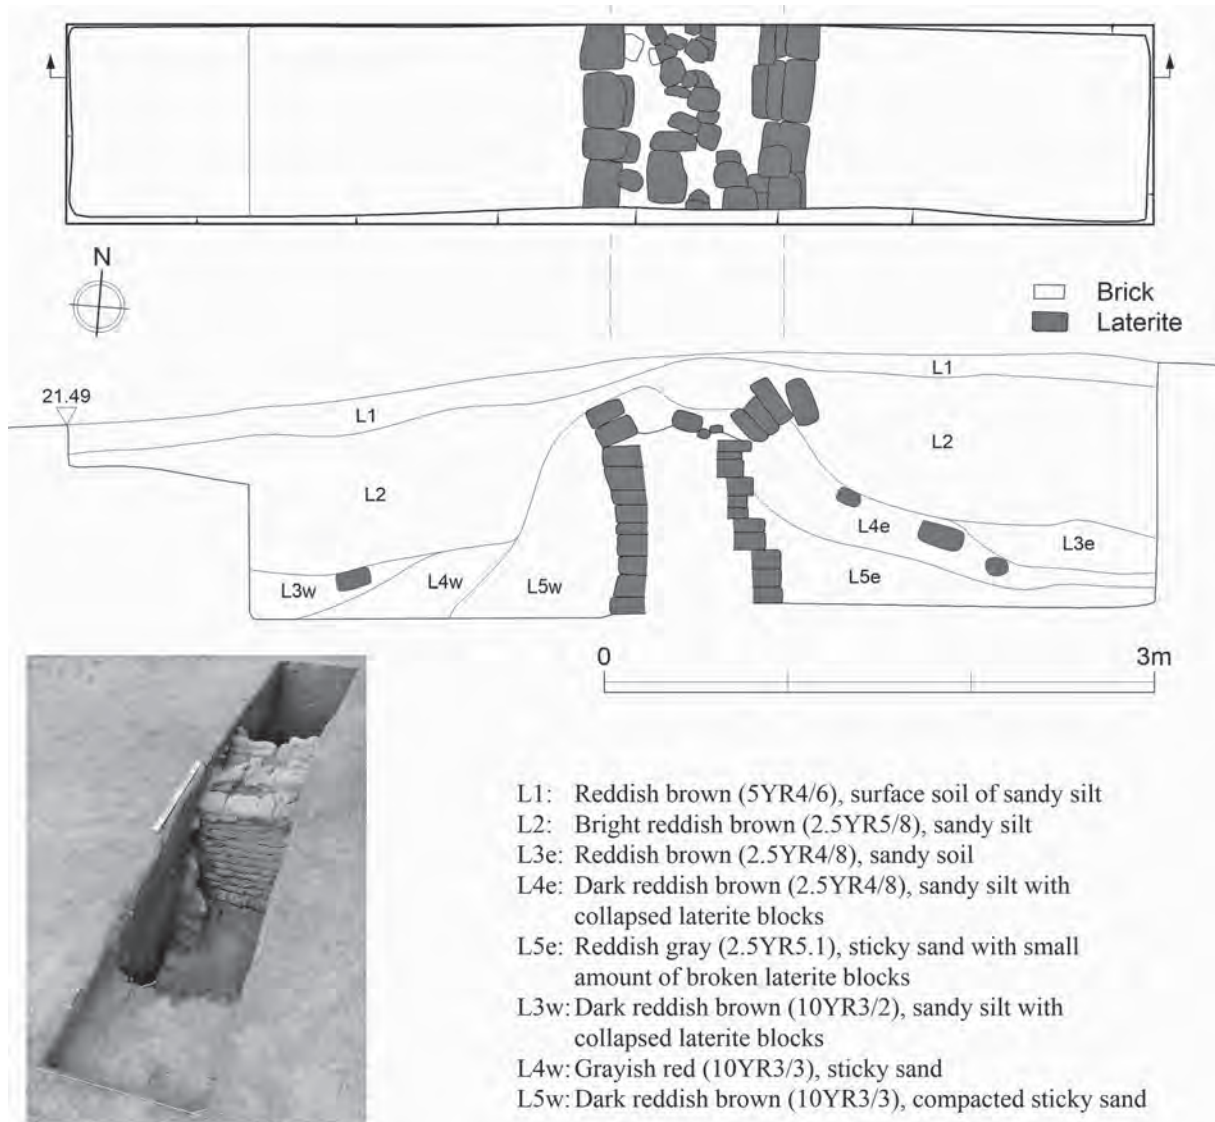 N
Brick
Laterite
21.49
L1
L1
L2
L2
L4e
L3e
L3w
L4w
L5w
L5e
0 3m
L1: Reddish brown (5YR4/6), surface soil of sandy silt
L2: Bright reddish brown (2.5YR5/8), sandy silt
L3e: Reddish brown (2.5YR4/8), sandy soil
L4e: Dark reddish brown (2.5YR4/8), sandy silt with
collapsed laterite blocks
L5e: Reddish gray (2.5YR5.1), sticky sand with small
amount of broken laterite blocks
L3w: Dark reddish brown (10YR3/2), sandy silt with
collapsed laterite blocks
L4w: Grayish red (10YR3/3), sticky sand
L5w: Dark reddish brown (10YR3/3), compacted sticky sand